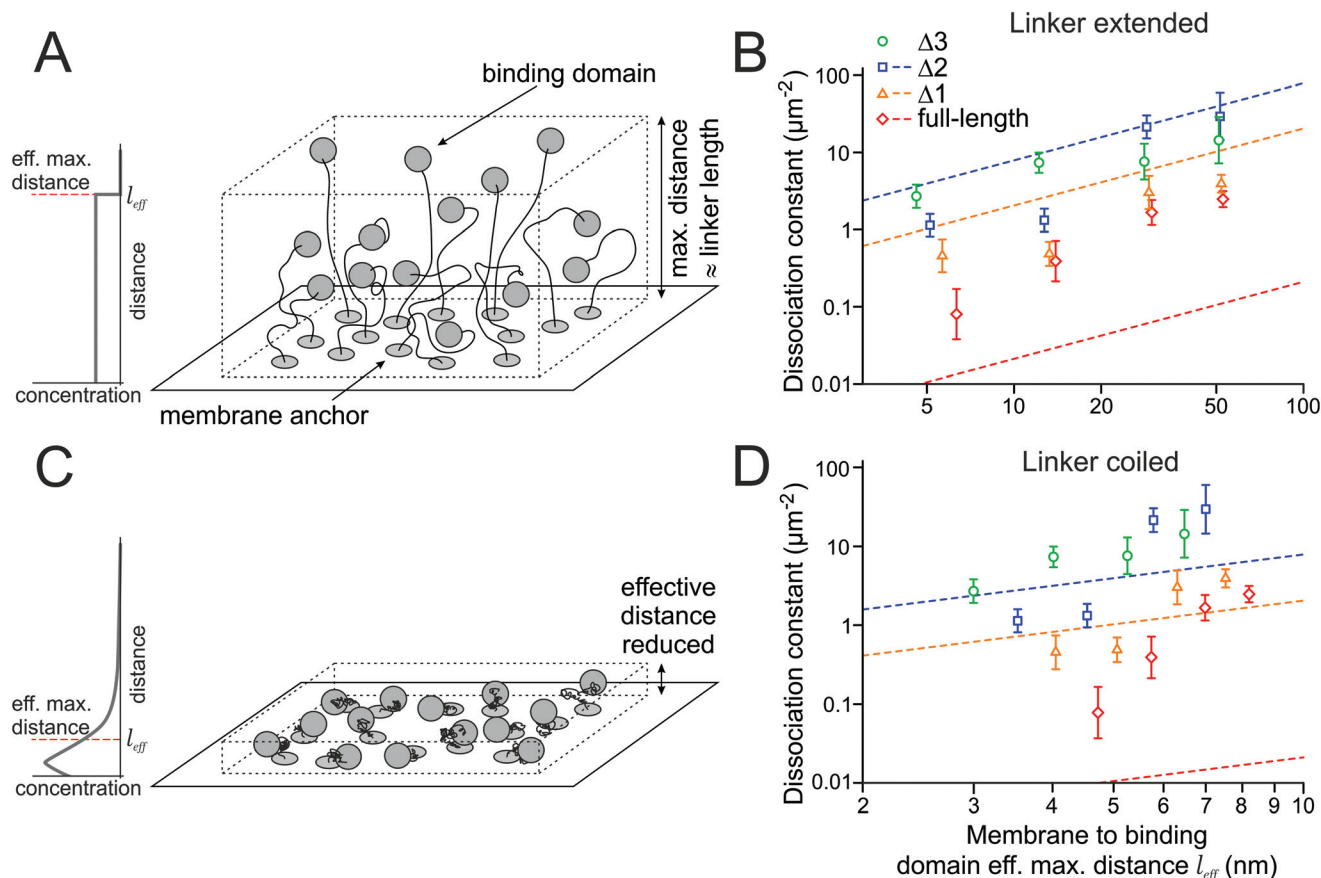 A
binding domain
eff. max.
distance
l_eff
distance
concentration
max. distance
≈ linker length
membrane anchor
B
Linker extended
Δ3
Δ2
Δ1
full-length
Dissociation constant (μm⁻²)
100
10
1
0.1
0.01
5
10
20
50
100
C
distance
eff. max.
distance
l_eff
concentration
effective
distance
reduced
D
Linker coiled
Dissociation constant (μm⁻²)
100
10
1
0.1
0.01
2
3
4
5
6
7
8
9
10
Membrane to binding
domain eff. max. distance l_eff (nm)